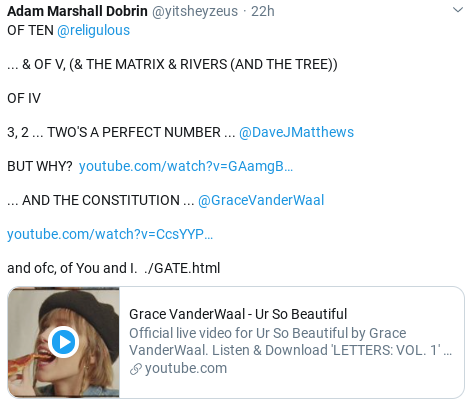 Adam Marshall Dobrin @yitsheyzeus · 22h
OF TEN @religulous
... & OF V, (& THE MATRIX & RIVERS (AND THE TREE))
OF IV
3, 2 ... TWO'S A PERFECT NUMBER ... @DaveJMatthews
BUT WHY? youtube.com/watch?v=GAamgB…
... AND THE CONSTITUTION ... @GraceVanderWaal
youtube.com/watch?v=CcsYYP…
and ofc, of You and I. ./GATE.html
Grace VanderWaal - Ur So Beautiful
Official live video for Ur So Beautiful by Grace
VanderWaal. Listen & Download 'LETTERS: VOL. 1' ...
youtube.com